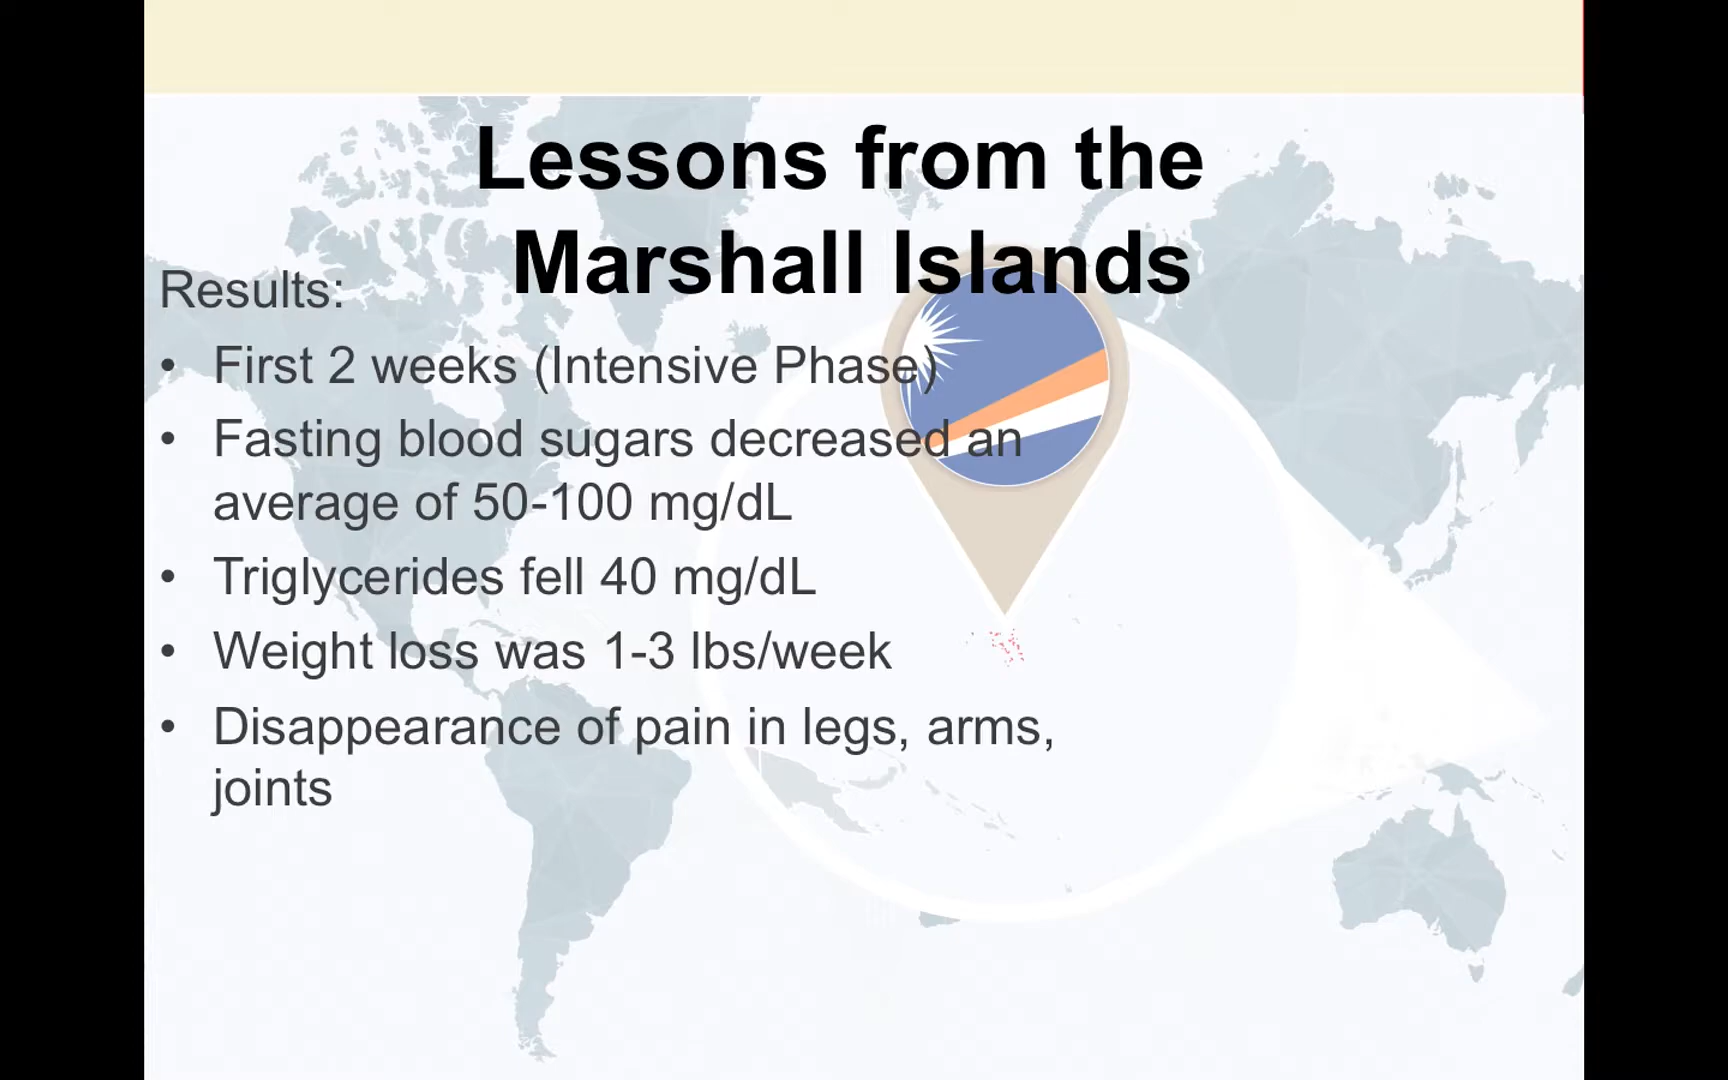 Lessons from the
Marshall Islands
Results:
• First 2 weeks (Intensive Phase)
• Fasting blood sugars decreased an
average of 50-100 mg/dL
• Triglycerides fell 40 mg/dL
• Weight loss was 1-3 lbs/week
• Disappearance of pain in legs, arms,
joints